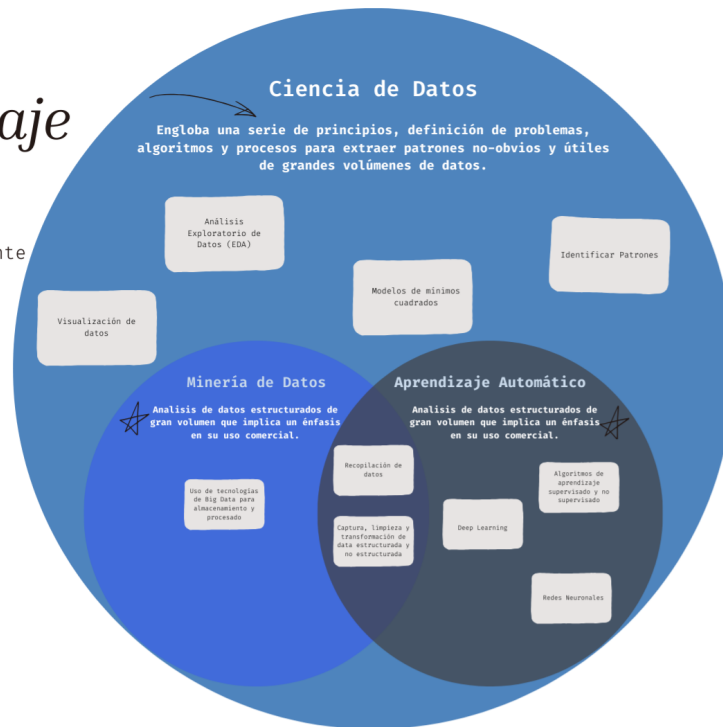 aje
nte
Ciencia de Datos
Engloba una serie de principios, definición de problemas,
algoritmos y procesos para extraer patrones no-obvios y útiles
de grandes volúmenes de datos.
Análisis
Exploratorio de
Datos (EDA)
Identificar Patrones
Modelos de mínimos
cuadrados
Visualización de
datos
Minería de Datos
Analisis de datos estructurados de
gran volumen que implica un énfasis
en su uso comercial.
Aprendizaje Automático
Analisis de datos estructurados de
gran volumen que implica un énfasis
en su uso comercial.
Recopilación de
datos
Uso de tecnologías
de Big Data para
almacenamiento y
procesado
Captura, limpieza y
transformación de
data estructurada y
no estructurada
Algoritmos de
aprendizaje
supervisado y no
supervisado
Deep Learning
Redes Neuronales